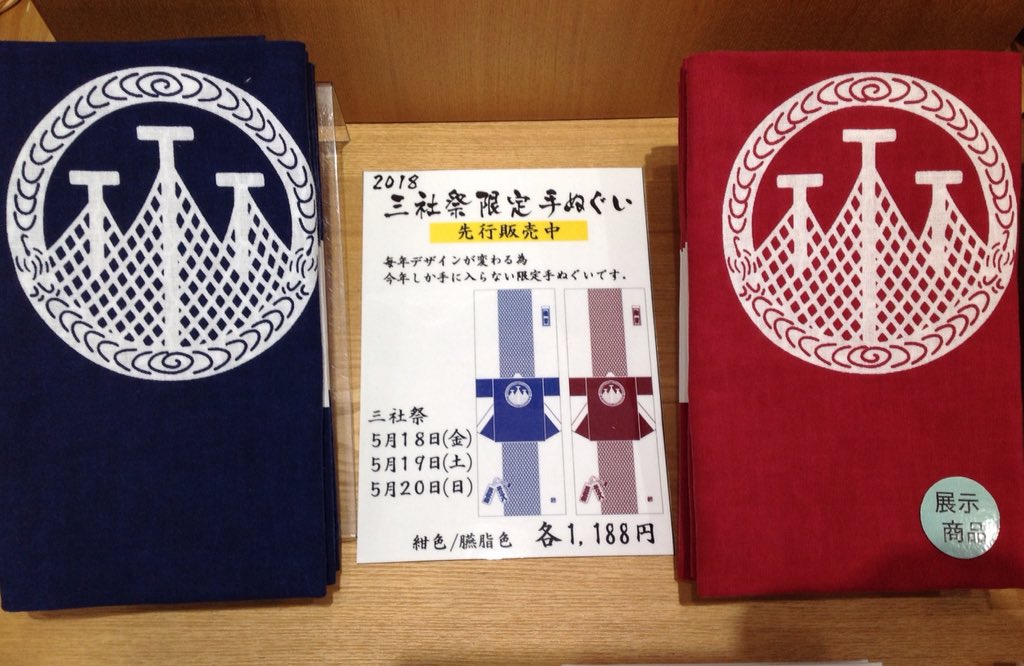 2018
三社祭限定手ぬぐい
先行販売中
毎年デザインが変わる為
今年しか手に入らない限定手ぬぐいです.
三社祭
5月18日(金)
5月19日(土)
5月20日(日)
紺色/臙脂色 各1,188円
展示
商品